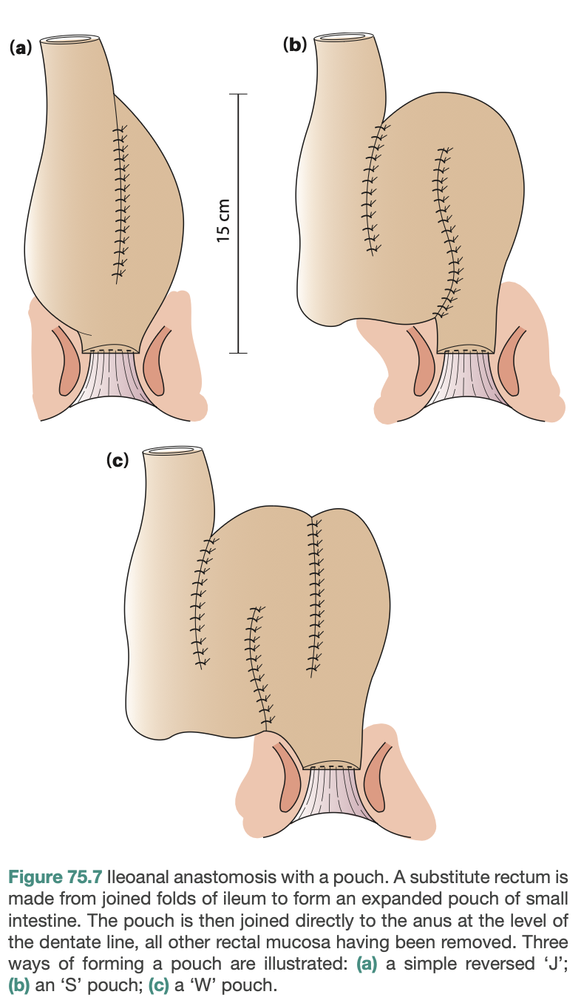 (a)
(b)
15 cm
(c)
Figure 75.7 Ileoanal anastomosis with a pouch. A substitute rectum is
made from joined folds of ileum to form an expanded pouch of small
intestine. The pouch is then joined directly to the anus at the level of
the dentate line, all other rectal mucosa having been removed. Three
ways of forming a pouch are illustrated: (a) a simple reversed ‘J’;
(b) an ‘S’ pouch; (c) a ‘W’ pouch.